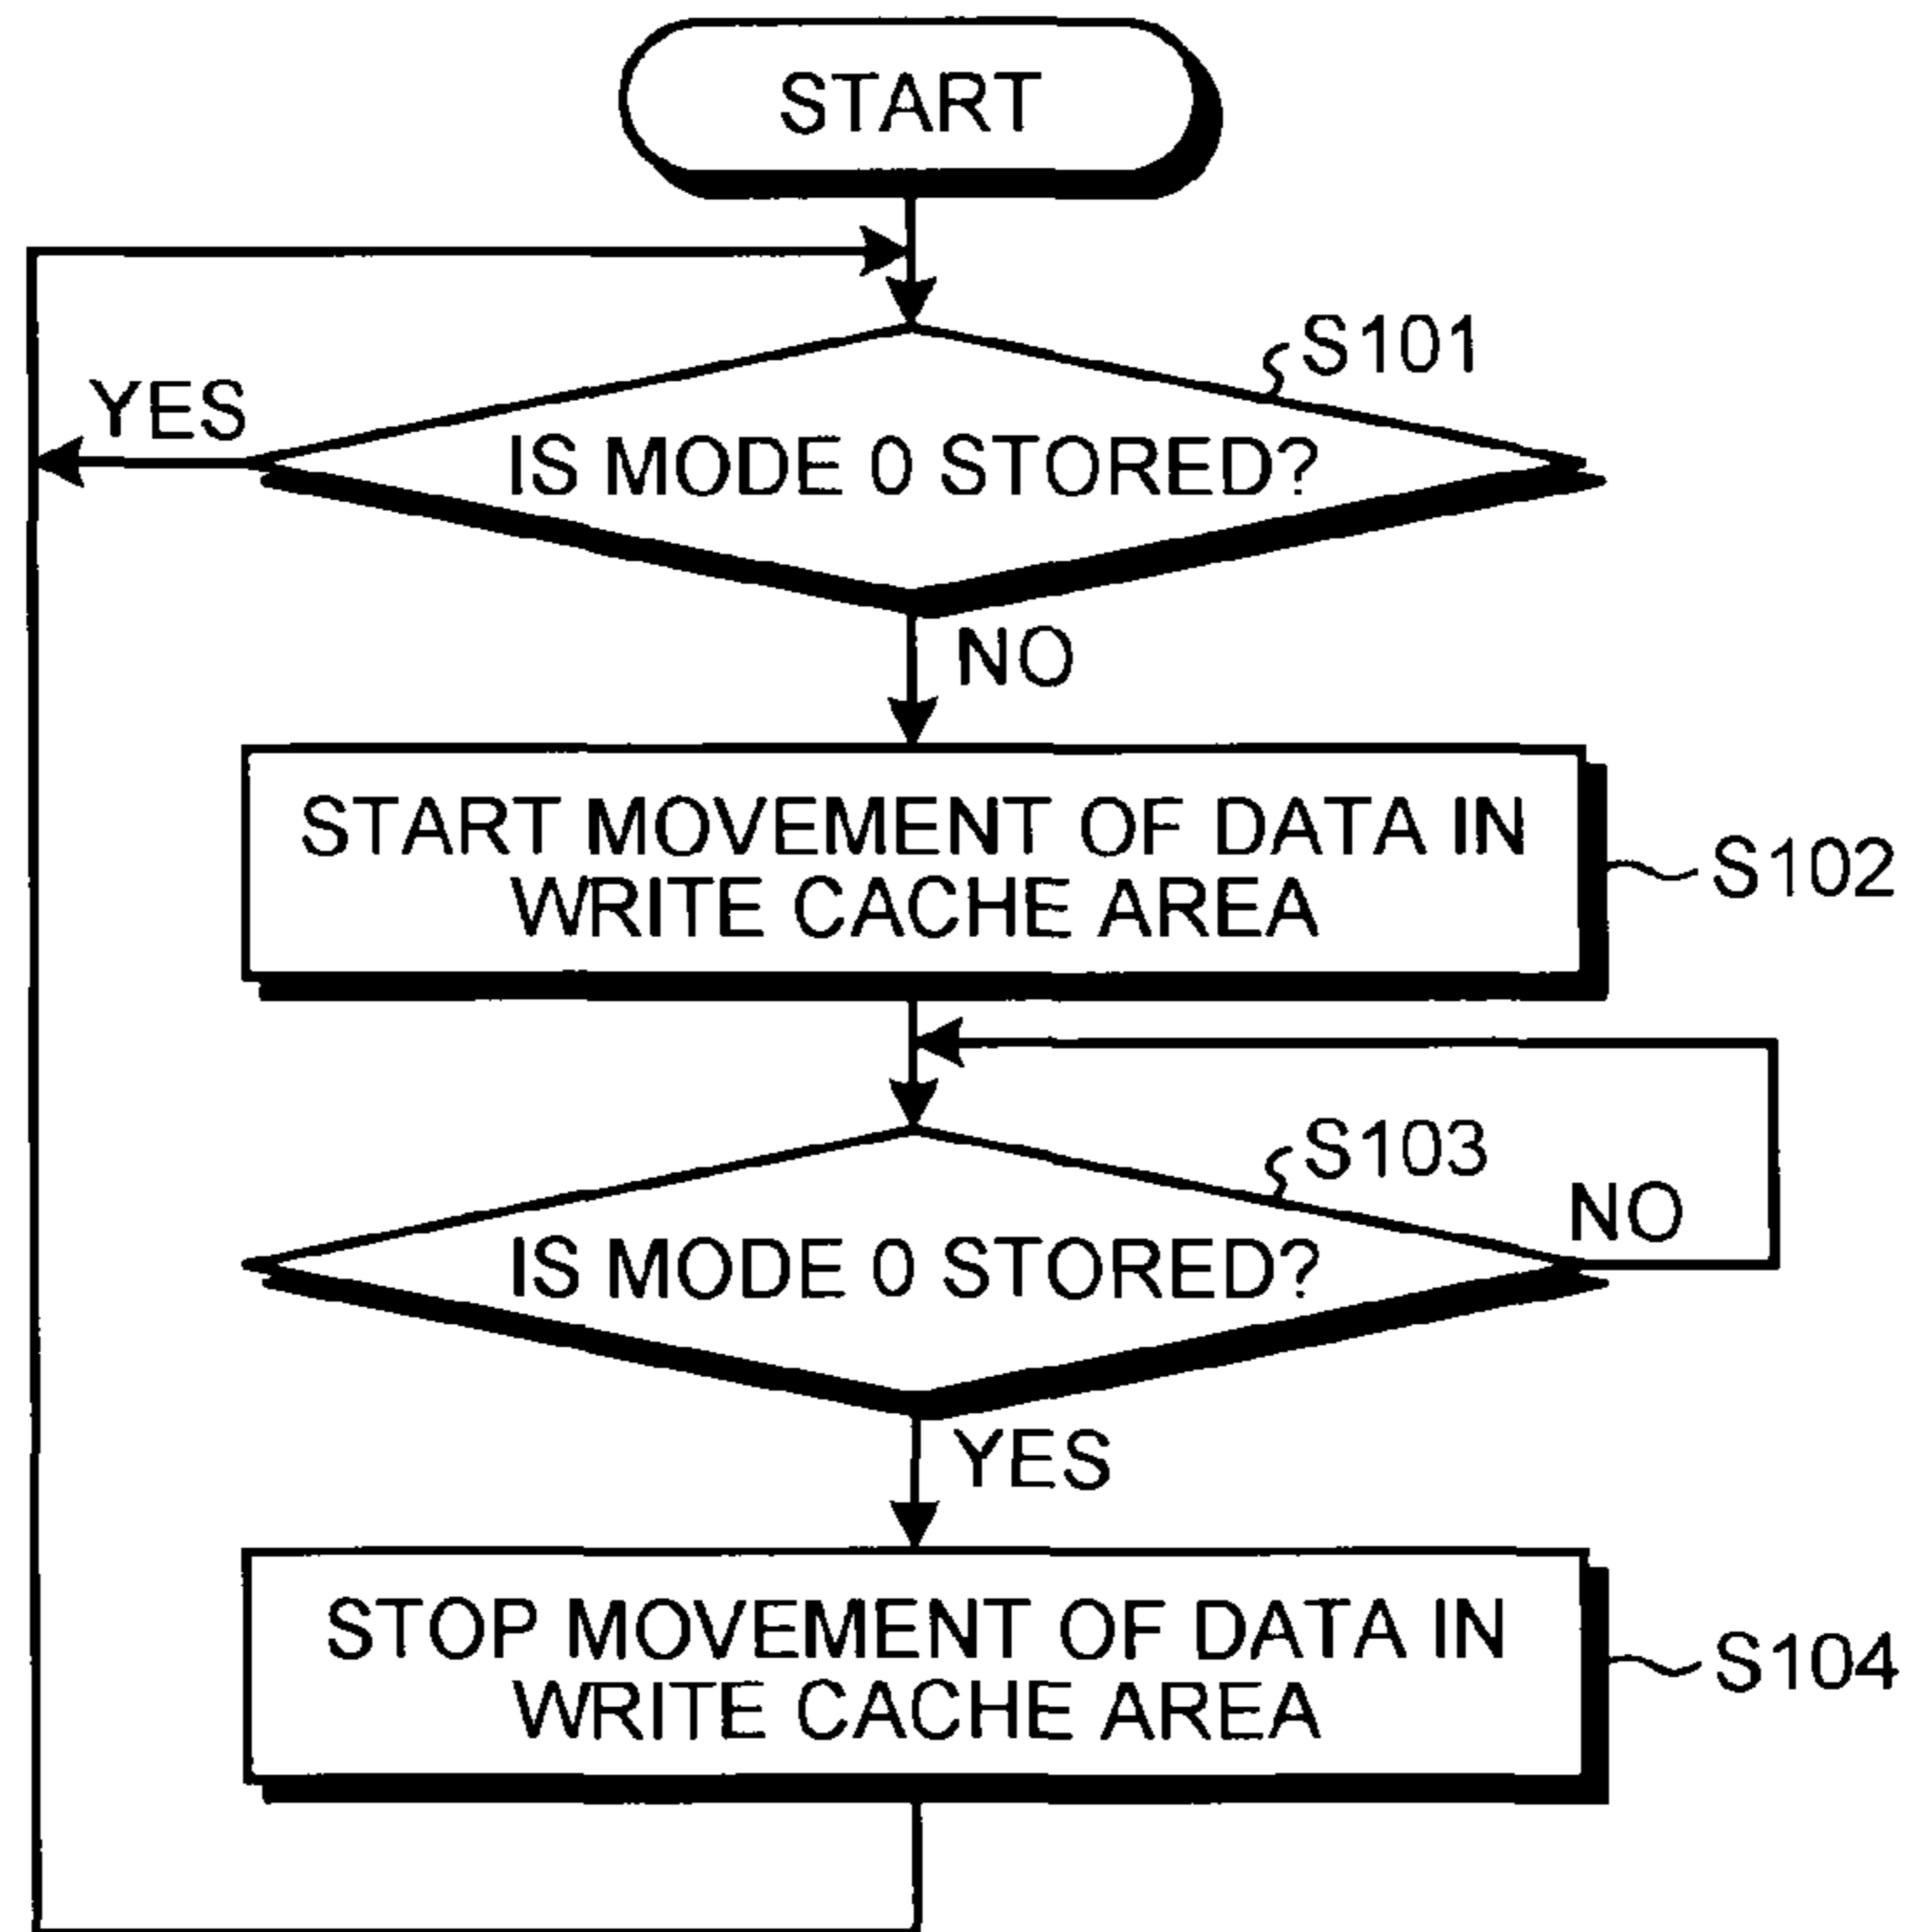 START
S101
YES
IS MODE 0 STORED?
NO
START MOVEMENT OF DATA IN
WRITE CACHE AREA
S102
S103
NO
IS MODE 0 STORED?
YES
STOP MOVEMENT OF DATA IN
WRITE CACHE AREA
S104